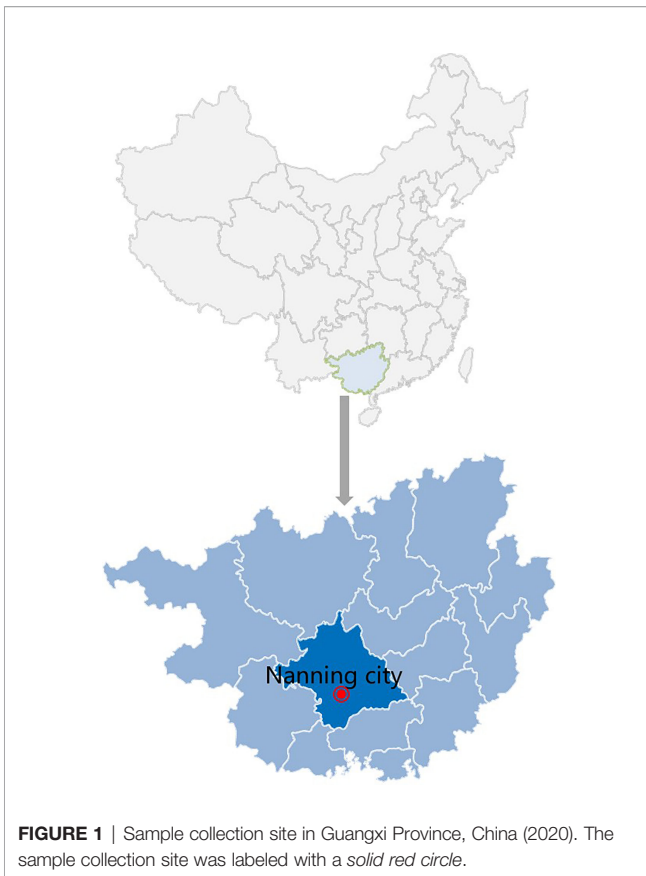 Nanning city
FIGURE 1 | Sample collection site in Guangxi Province, China (2020). The
sample collection site was labeled with a solid red circle.